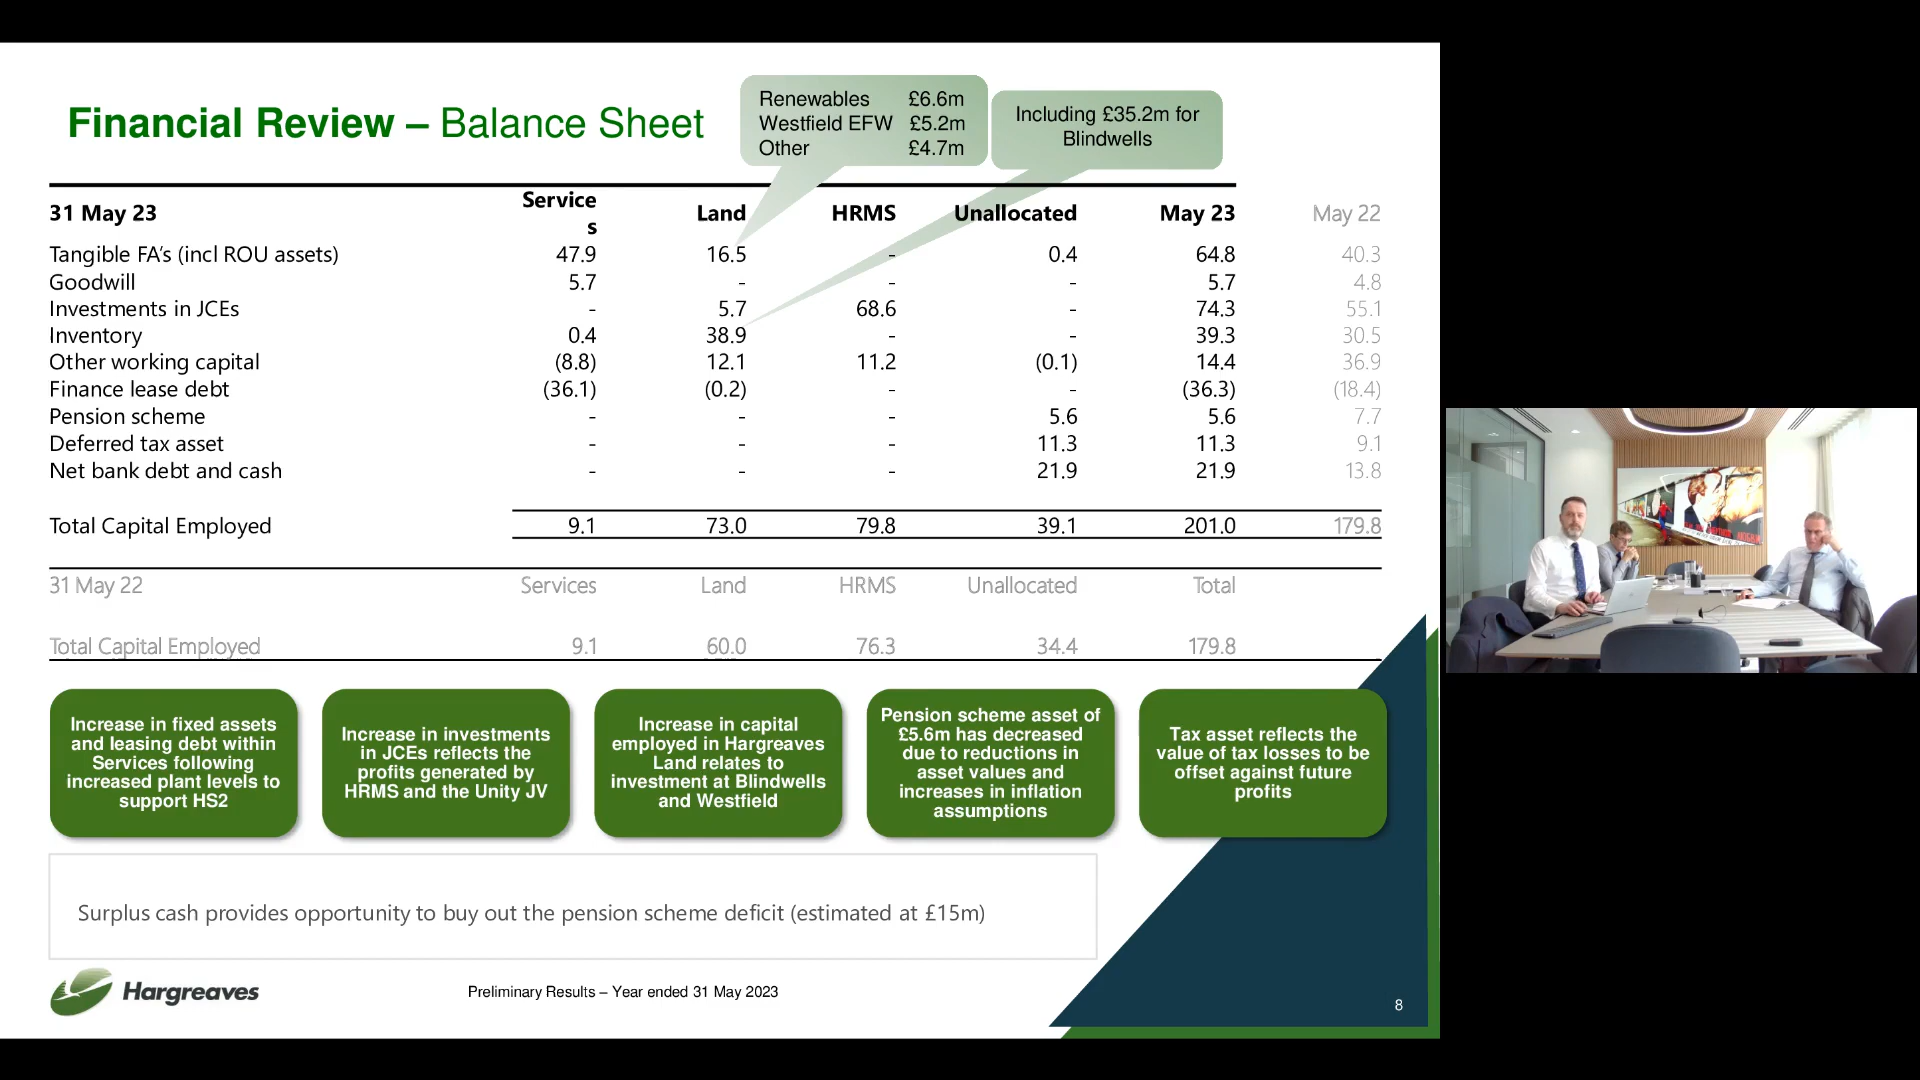 Financial Review – Balance Sheet
Renewables £6.6m
Westfield EFW £5.2m
Other £4.7m
Including £35.2m for
Blindwells
31 May 23 Service
s Land HRMS Unallocated May 23 May 22
Tangible FA’s (incl ROU assets) 47.9 16.5 - 0.4 64.8 40.3
Goodwill 5.7 - - - 5.7 4.8
Investments in JCEs - 5.7 68.6 - 74.3 55.1
Inventory 0.4 38.9 - - 39.3 30.5
Other working capital (8.8) 12.1 11.2 (0.1) 14.4 36.9
Finance lease debt (36.1) (0.2) - - (36.3) (18.4)
Pension scheme - - - 5.6 5.6 7.7
Deferred tax asset - - - 11.3 11.3 9.1
Net bank debt and cash - - - 21.9 21.9 13.8
Total Capital Employed 9.1 73.0 79.8 39.1 201.0 179.8
31 May 22 Services Land HRMS Unallocated Total
Total Capital Employed 9.1 60.0 76.3 34.4 179.8
Increase in fixed assets
and leasing debt within
Services following
increased plant levels to
support HS2
Increase in investments
in JCEs reflects the
profits generated by
HRMS and the Unity JV
Increase in capital
employed in Hargreaves
Land relates to
investment at Blindwells
and Westfield
Pension scheme asset of
£5.6m has decreased
due to reductions in
asset values and
increases in inflation
assumptions
Tax asset reflects the
value of tax losses to be
offset against future
profits
Surplus cash provides opportunity to buy out the pension scheme deficit (estimated at £15m)
Hargreaves
Preliminary Results – Year ended 31 May 2023
8